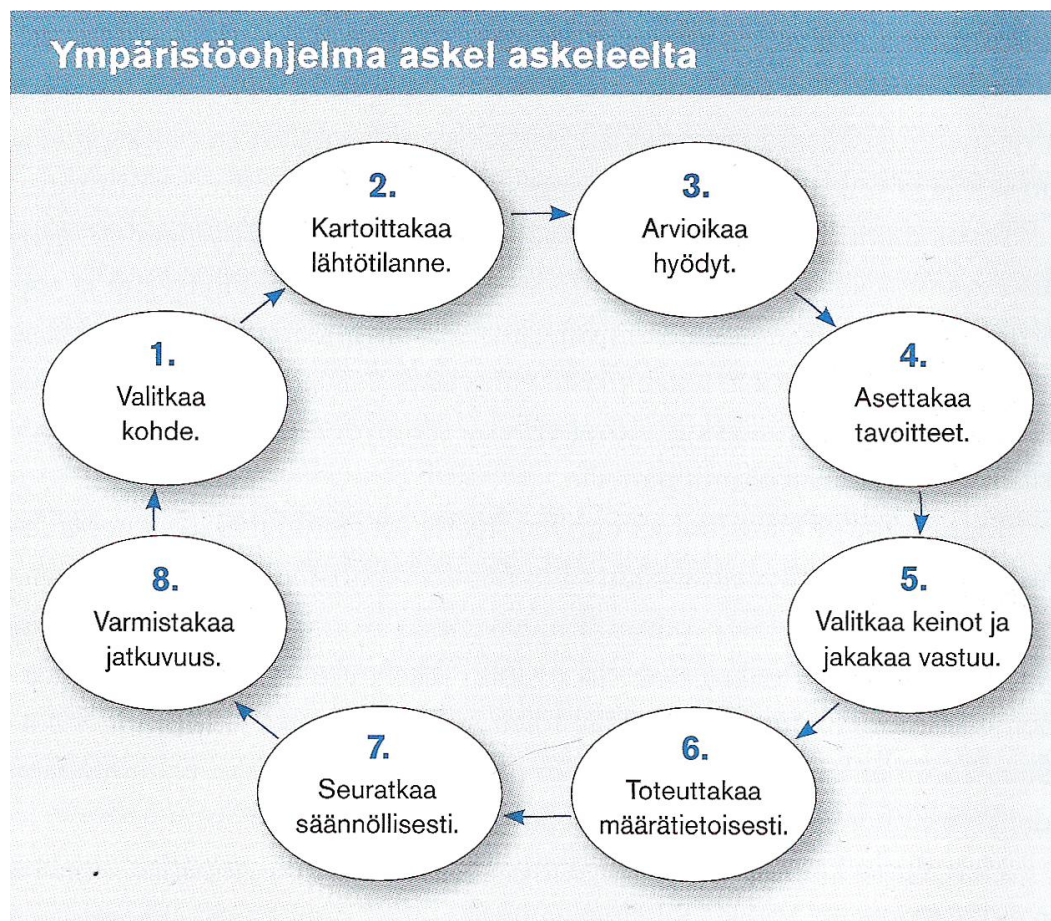 Ympäristöohjelma askel askeleelta
1.
Valitkaa
kohde.
2.
Kartoittakaa
lähtötilanne.
3.
Arvioikaa
hyödyt.
4.
Asettakaa
tavoitteet.
5.
Valitkaa keinot ja
jakakaa vastuu.
6.
Toteuttakaa
määrätietoisesti.
7.
Seuratkaa
säännöllisesti.
8.
Varmistakaa
jatkuvuus.